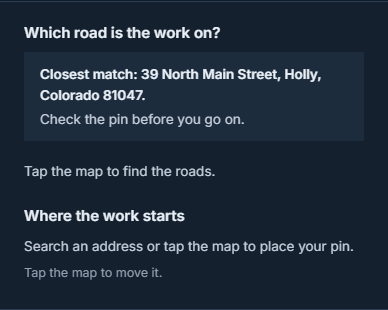 Which road is the work on?
Closest match: 39 North Main Street, Holly,
Colorado 81047.
Check the pin before you go on.
Tap the map to find the roads.
Where the work starts
Search an address or tap the map to place your pin.
Tap the map to move it.